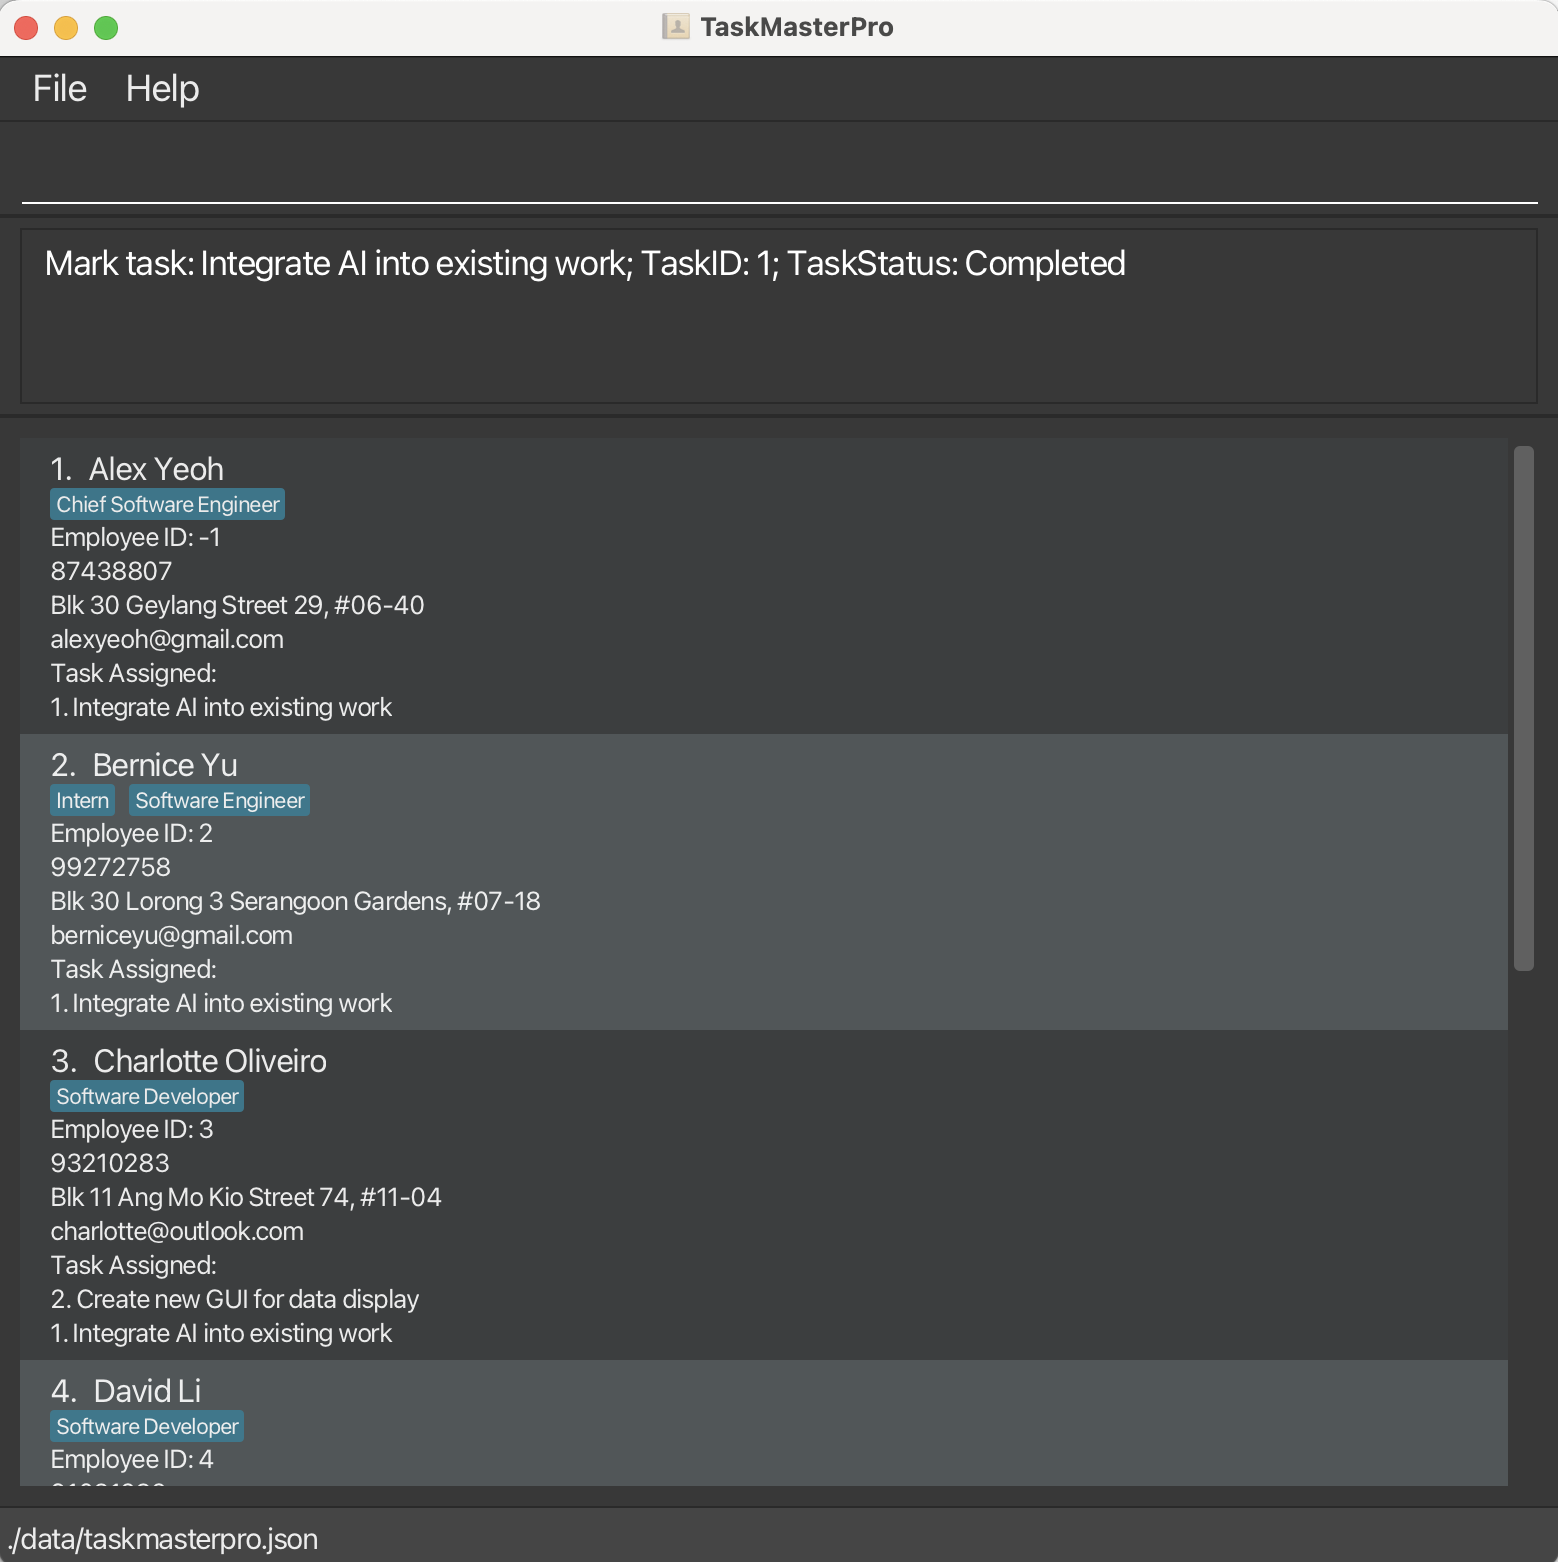 TaskMasterPro
File Help
Mark task: Integrate AI into existing work; TaskID: 1; TaskStatus: Completed
1. Alex Yeoh
Chief Software Engineer
Employee ID: -1
87438807
Blk 30 Geylang Street 29, #06-40
alexyeoh@gmail.com
Task Assigned:
1. Integrate AI into existing work
2. Bernice Yu
Intern Software Engineer
Employee ID: 2
99272758
Blk 30 Lorong 3 Serangoon Gardens, #07-18
berniceyu@gmail.com
Task Assigned:
1. Integrate AI into existing work
3. Charlotte Oliveiro
Software Developer
Employee ID: 3
93210283
Blk 11 Ang Mo Kio Street 74, #11-04
charlotte@outlook.com
Task Assigned:
2. Create new GUI for data display
1. Integrate AI into existing work
4. David Li
Software Developer
Employee ID: 4
./data/taskmasterpro.json